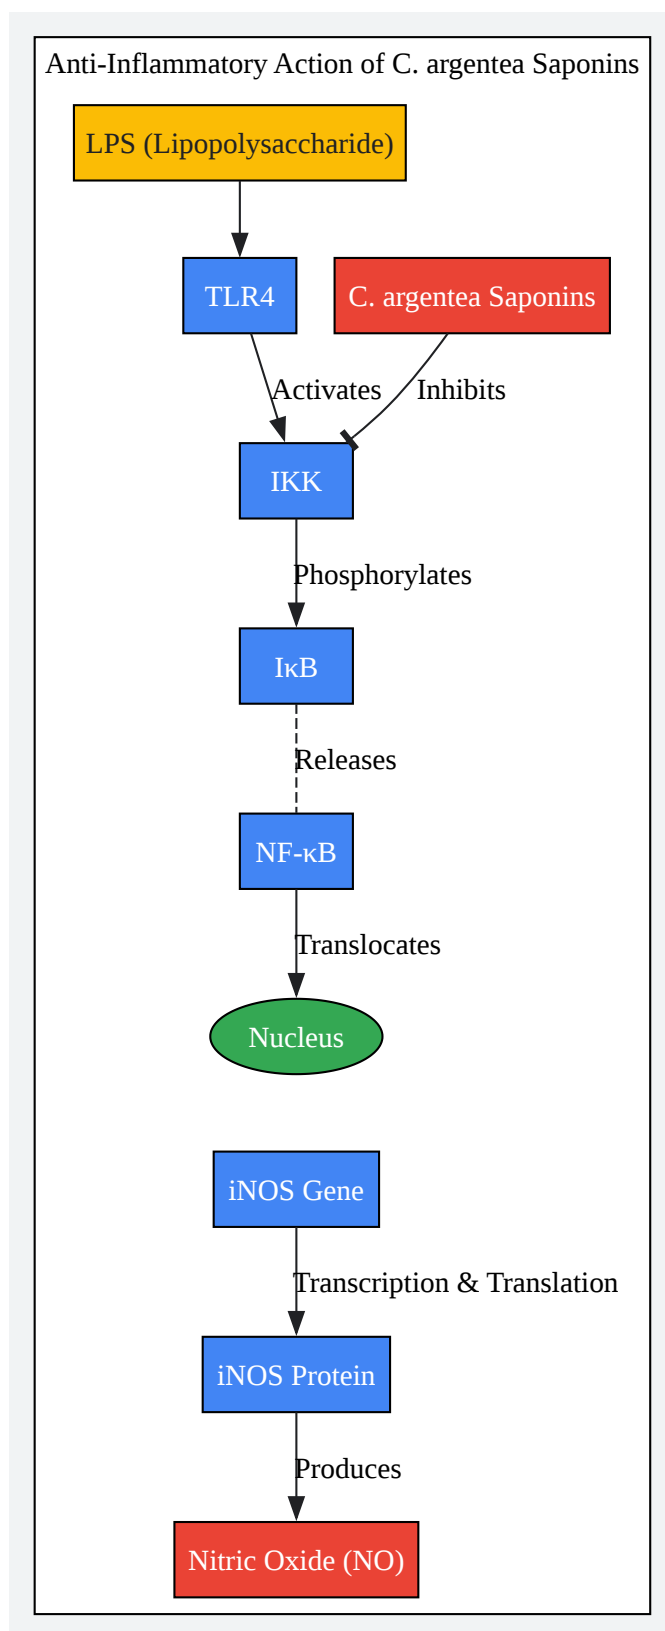 Anti-Inflammatory Action of C. argentea Saponins
LPS (Lipopolysaccharide)
TLR4
C. argentea Saponins
Activates
Inhibits
IKK
Phosphorylates
IκB
Releases
NF-κB
Translocates
Nucleus
iNOS Gene
Transcription & Translation
iNOS Protein
Produces
Nitric Oxide (NO)